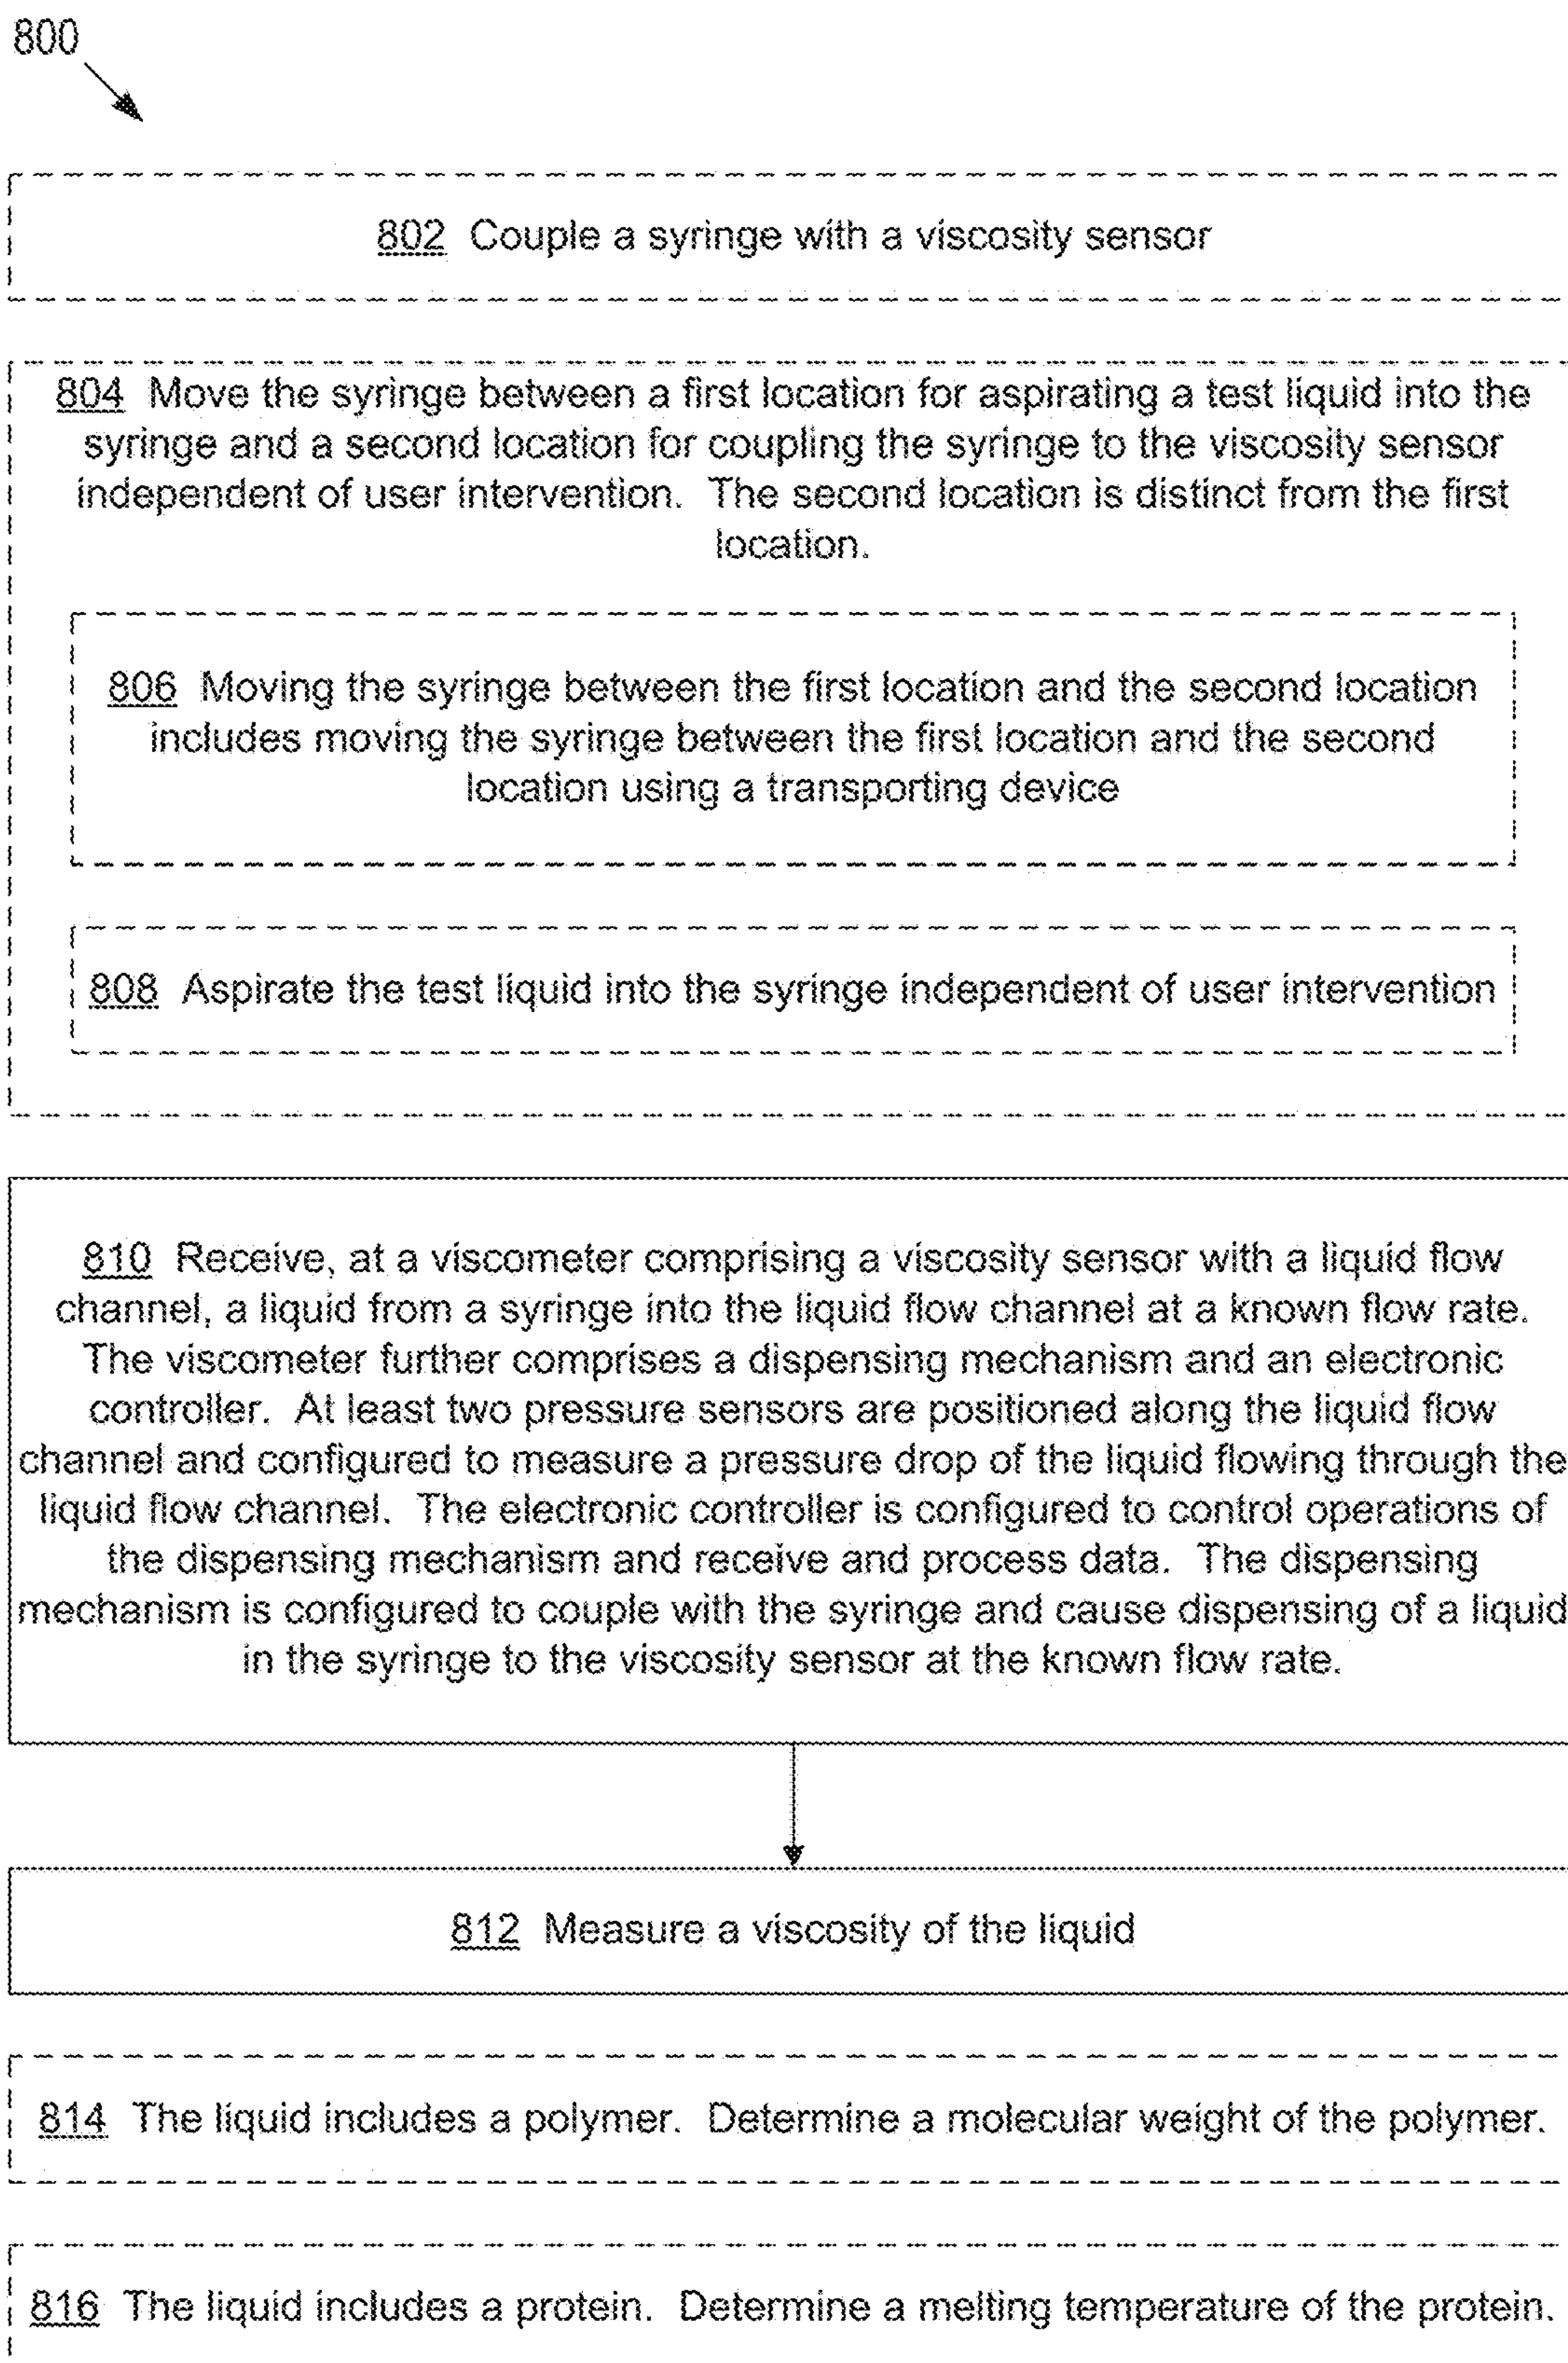 800
802 Couple a syringe with a viscosity sensor
804 Move the syringe between a first location for aspirating a test liquid into the
syringe and a second location for coupling the syringe to the viscosity sensor
independent of user intervention. The second location is distinct from the first
location.
806 Moving the syringe between the first location and the second location
includes moving the syringe between the first location and the second
location using a transporting device
808 Aspirate the test liquid into the syringe independent of user intervention
810 Receive, at a viscometer comprising a viscosity sensor with a liquid flow
channel, a liquid from a syringe into the liquid flow channel at a known flow rate.
The viscometer further comprises a dispensing mechanism and an electronic
controller. At least two pressure sensors are positioned along the liquid flow
channel and configured to measure a pressure drop of the liquid flowing through the
liquid flow channel. The electronic controller is configured to control operations of
the dispensing mechanism and receive and process data. The dispensing
mechanism is configured to couple with the syringe and cause dispensing of a liquid
in the syringe to the viscosity sensor at the known flow rate.
812 Measure a viscosity of the liquid
814 The liquid includes a polymer. Determine a molecular weight of the polymer.
816 The liquid includes a protein. Determine a melting temperature of the protein.